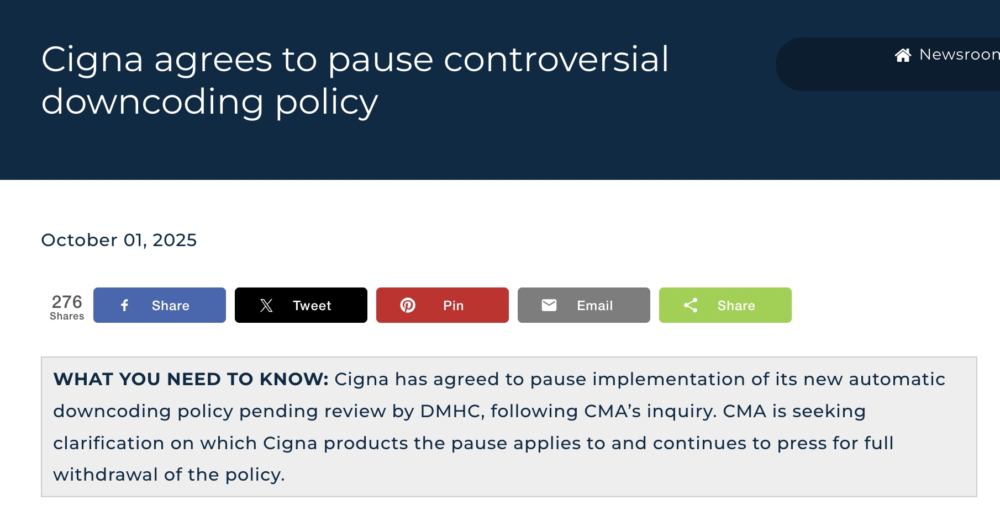 Cigna agrees to pause controversial
downcoding policy
Newsroom
October 01, 2025
276
Shares
Share
Tweet
Pin
Email
Share
WHAT YOU NEED TO KNOW: Cigna has agreed to pause implementation of its new automatic
downcoding policy pending review by DMHC, following CMA’s inquiry. CMA is seeking
clarification on which Cigna products the pause applies to and continues to press for full
withdrawal of the policy.